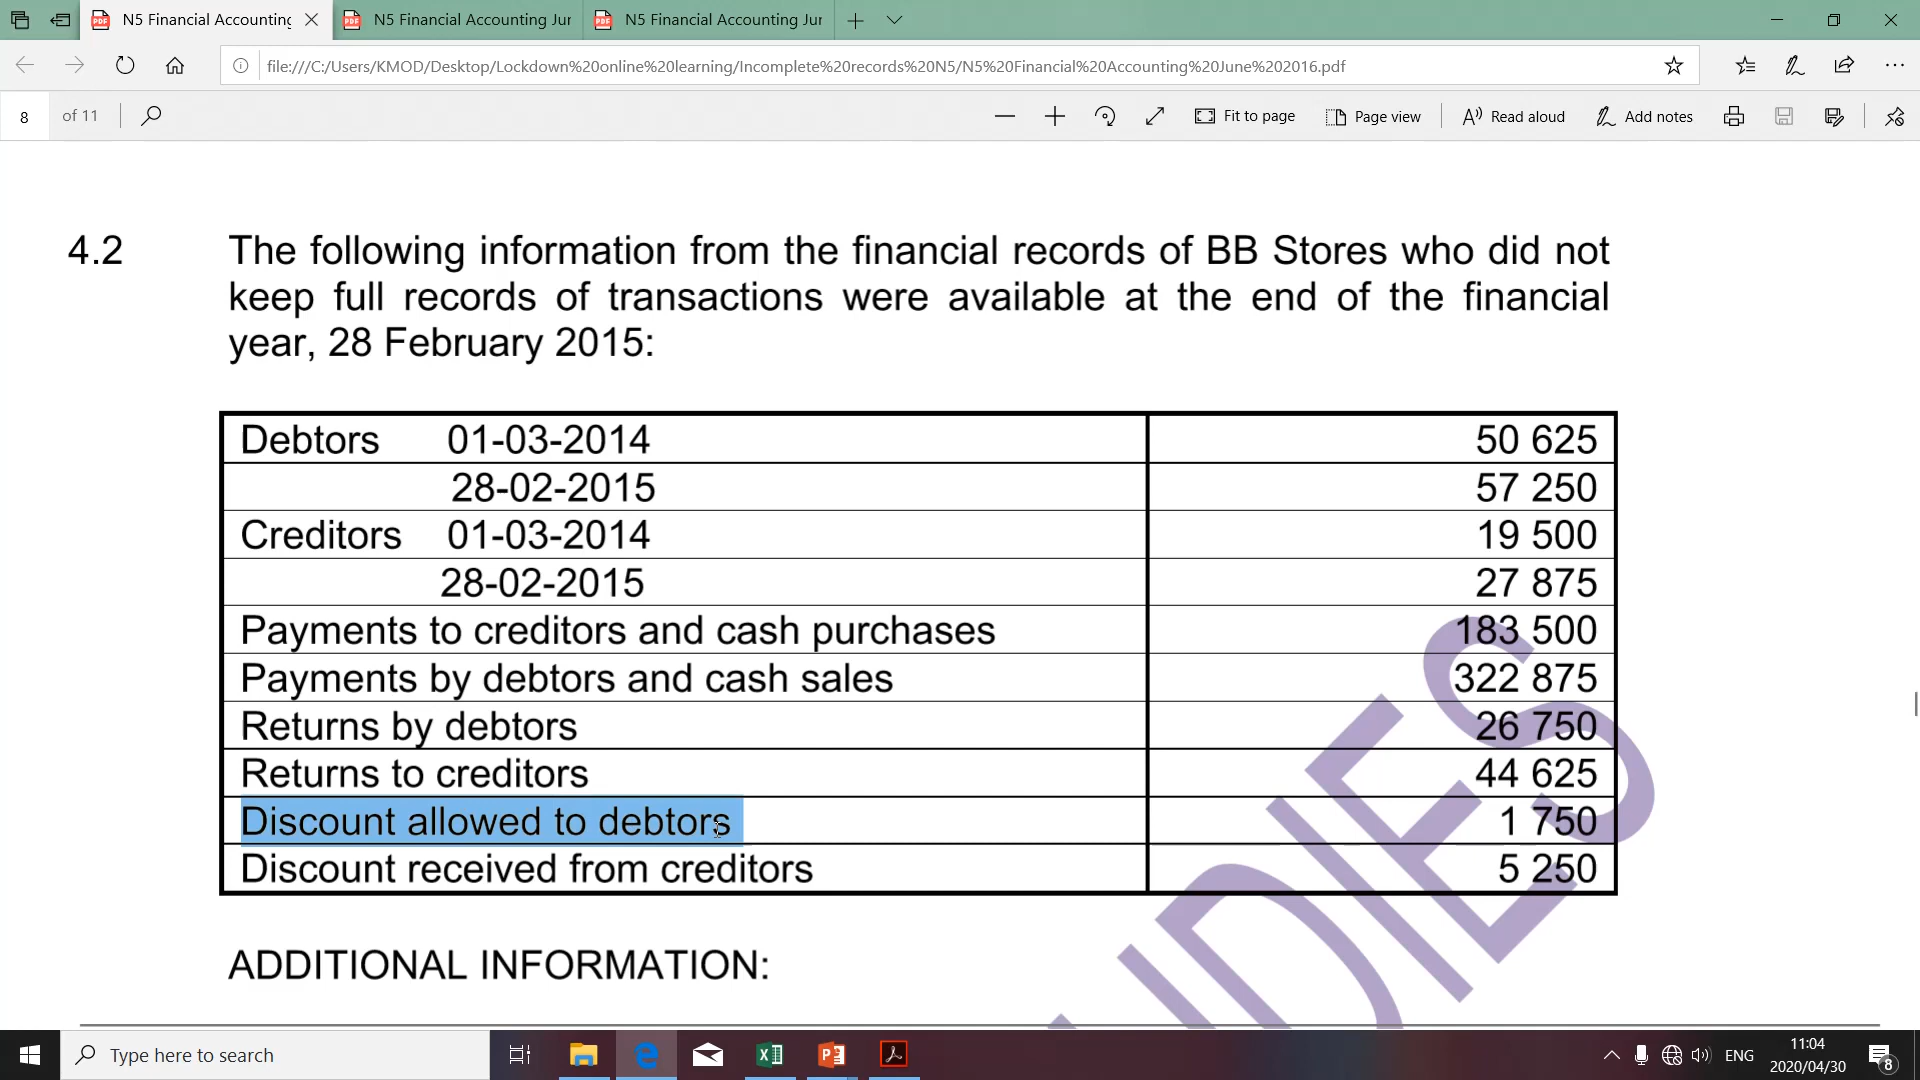 N5 Financial Accounting
N5 Financial Accounting Jun
N5 Financial Accounting Jun
file:///C:/Users/KMOD/Desktop/Lockdown%20online%20learning/Incomplete%20records%20N5/N5%20Financial%20Accounting%20June%202016.pdf
8 of 11
Fit to page
Page view
Read aloud
Add notes
4.2 The following information from the financial records of BB Stores who did not
keep full records of transactions were available at the end of the financial
year, 28 February 2015:
Debtors 01-03-2014 50 625
28-02-2015 57 250
Creditors 01-03-2014 19 500
28-02-2015 27 875
Payments to creditors and cash purchases 183 500
Payments by debtors and cash sales 322 875
Returns by debtors 26 750
Returns to creditors 44 625
Discount allowed to debtors 1 750
Discount received from creditors 5 250
ADDITIONAL INFORMATION:
Type here to search
ENG
11:04
2020/04/30
8